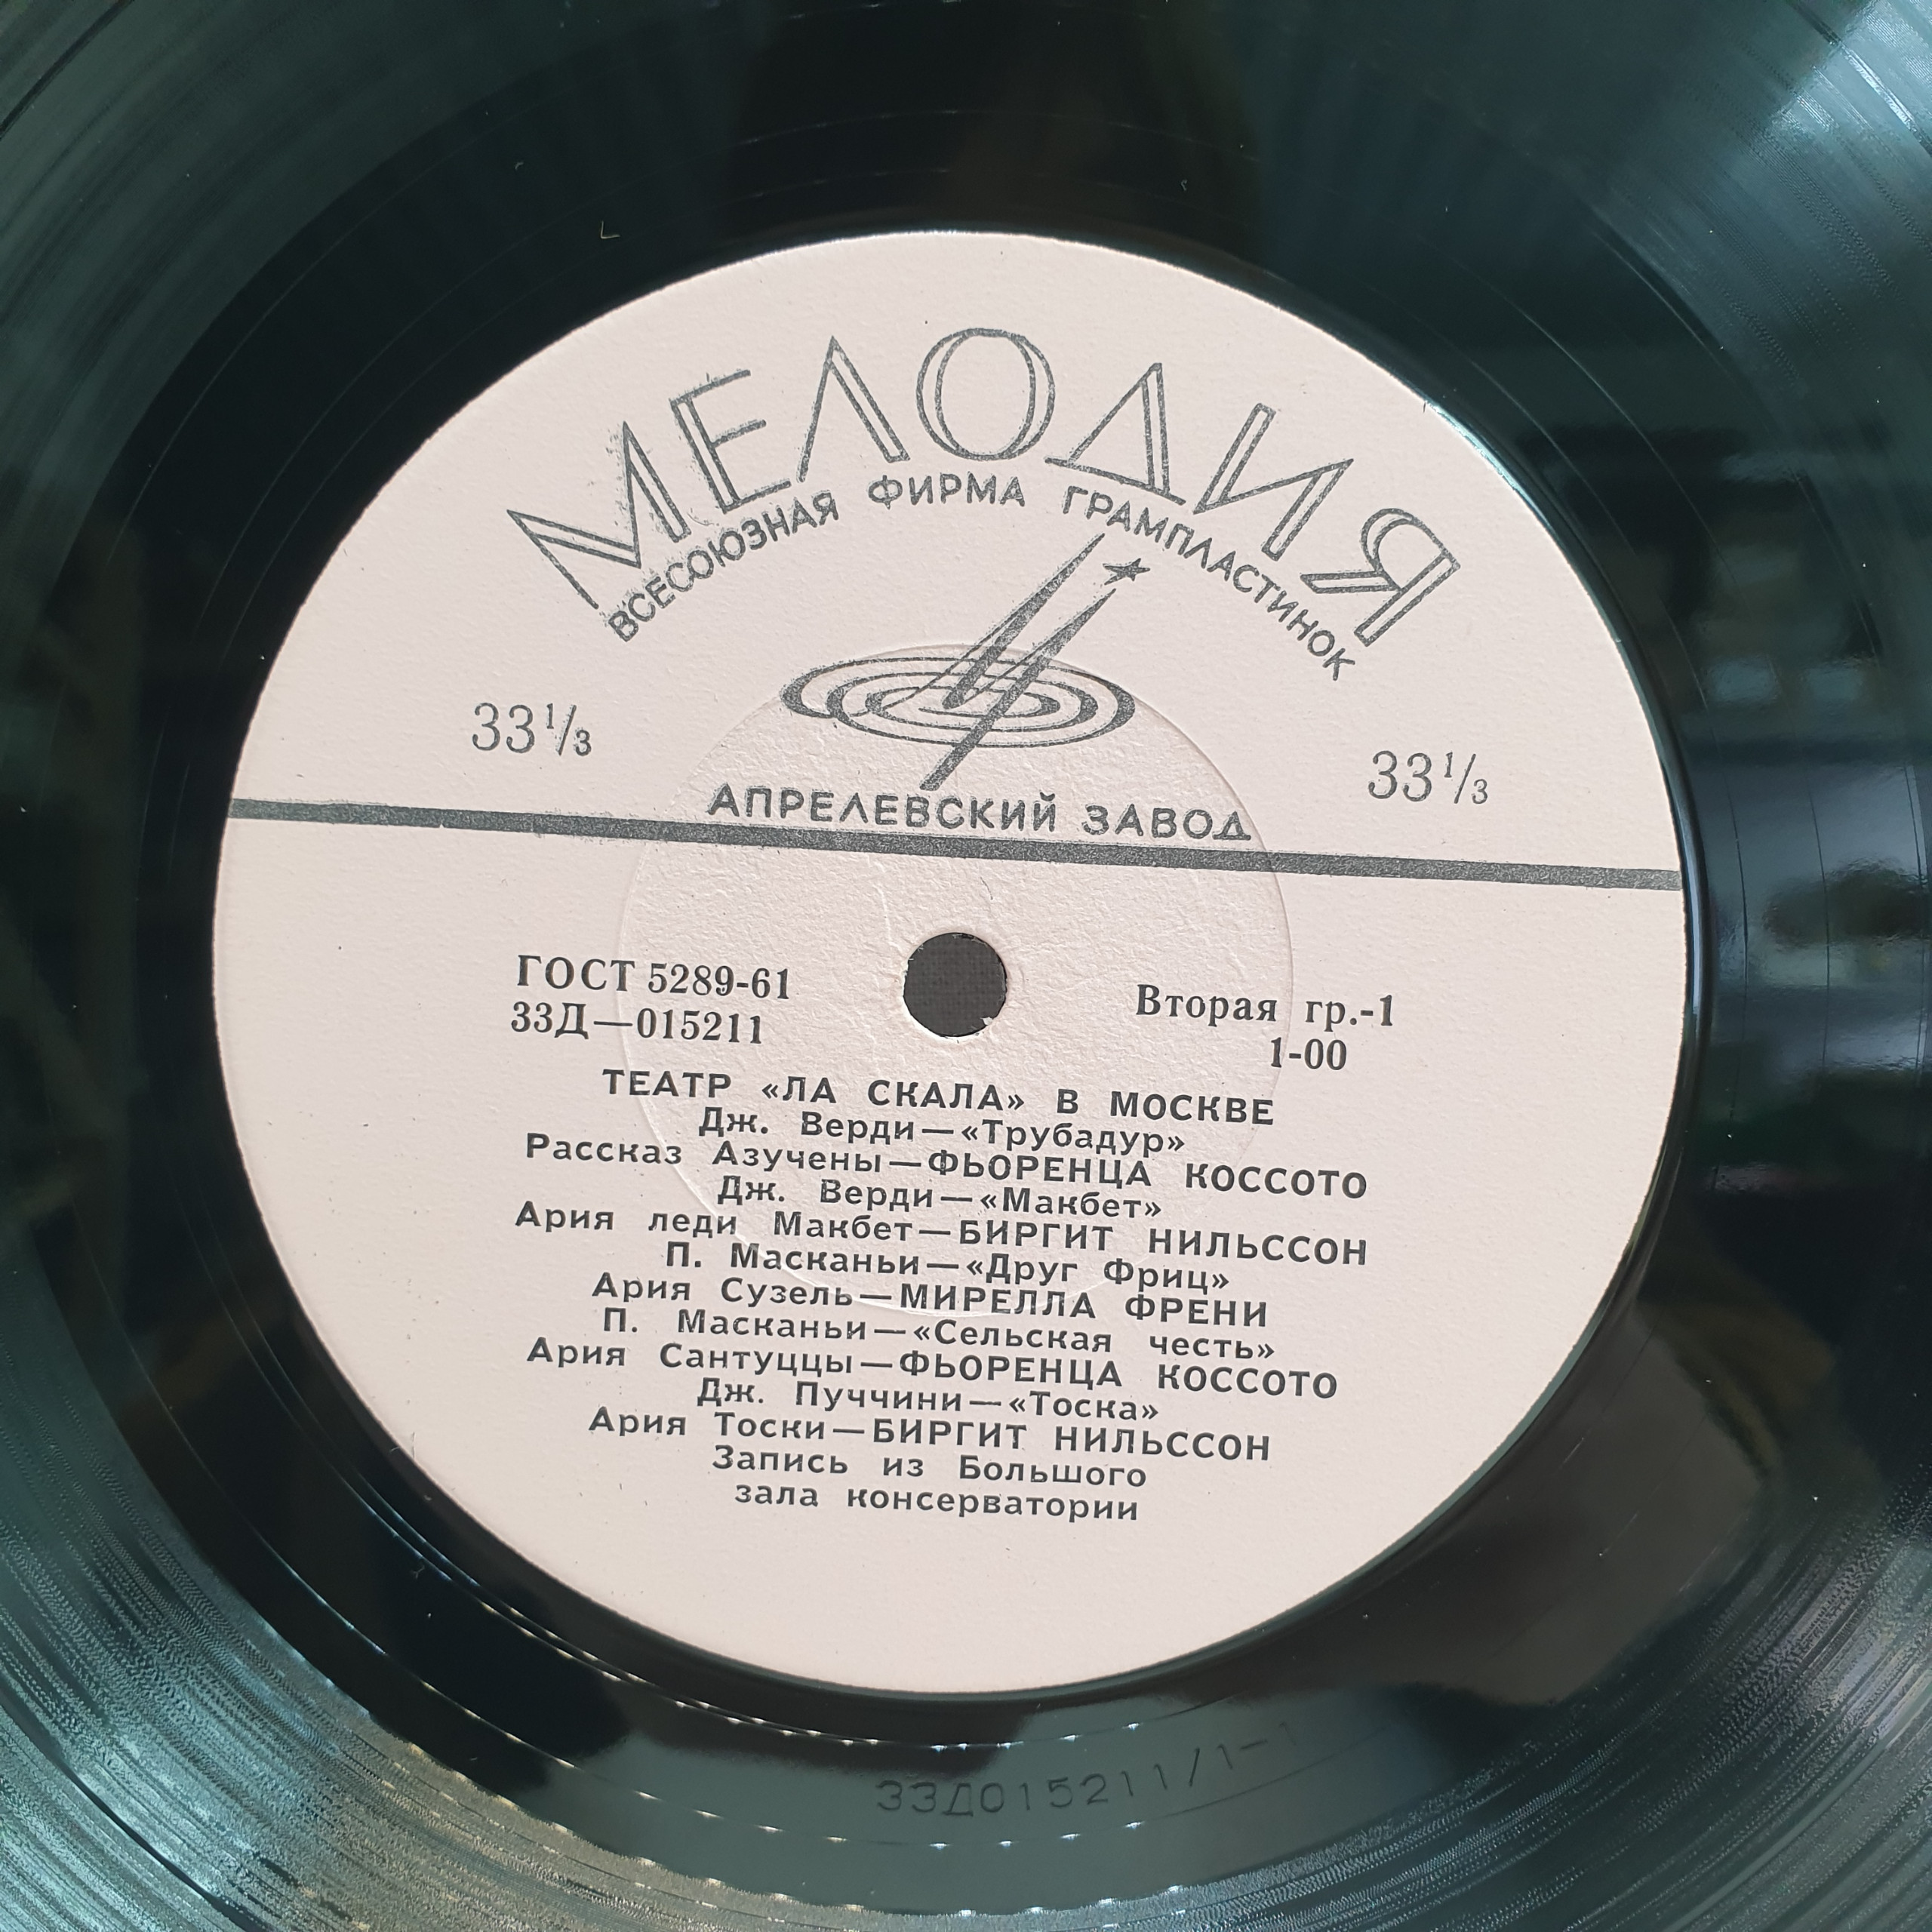 МЕЛОДИЯ
ВСЕСОЮЗНАЯ ФИРМА ГРАМПЛАСТИНОК
33⅓ 33⅓
АПРЕЛЕВСКИЙ ЗАВОД
ГОСТ 5289-61 Вторая гр.-1
33Д—015211 1-00
ТЕАТР «ЛА СКАЛА» В МОСКВЕ
Дж. Верди—«Трубадур»
Рассказ Азучены—ФЬОРЕНЦА КОССОТО
Дж. Верди—«Макбет»
Ария леди Макбет—БИРГИТ НИЛЬССОН
П. Масканьи—«Друг Фриц»
Ария Сузель—МИРЕЛЛА ФРЕНИ
П. Масканьи—«Сельская честь»
Ария Сантуццы—ФЬОРЕНЦА КОССОТО
Дж. Пуччини—«Тоска»
Ария Тоски—БИРГИТ НИЛЬССОН
Запись из Большого
зала консерватории
33Д015211/1-1